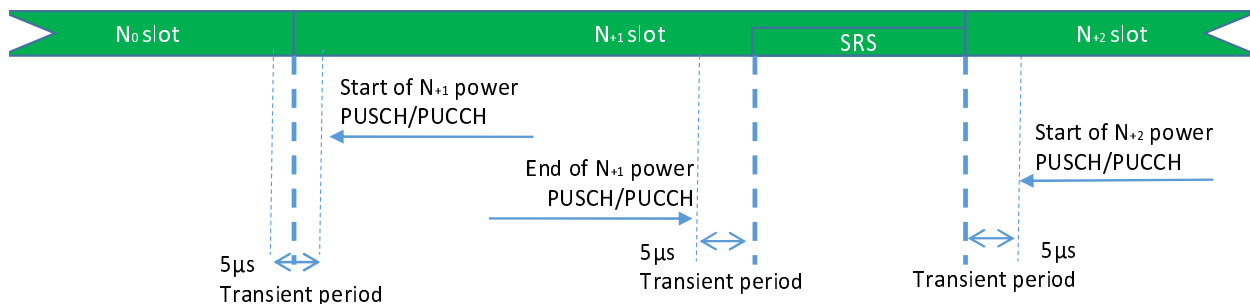 N₀ slot
N₊₁ slot
SRS
N₊₂ slot
Start of N₊₁ power
PUSCH/PUCCH
Start of N₊₂ power
PUSCH/PUCCH
End of N₊₁ power
PUSCH/PUCCH
5µs
Transient period
5µs
Transient period
5µs
Transient period